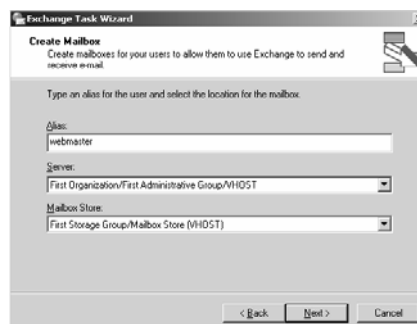 Exchange Task Wizard
Create Mailbox
Create mailboxes for your users to allow them to use Exchange to send and
receive e-mail.
Type an alias for the user and select the location for the mailbox.
Alias:
webmaster
Server:
First Organization/First Administrative Group/VHOST
Mailbox Store:
First Storage Group/Mailbox Store (VHOST)
< Back Next > Cancel